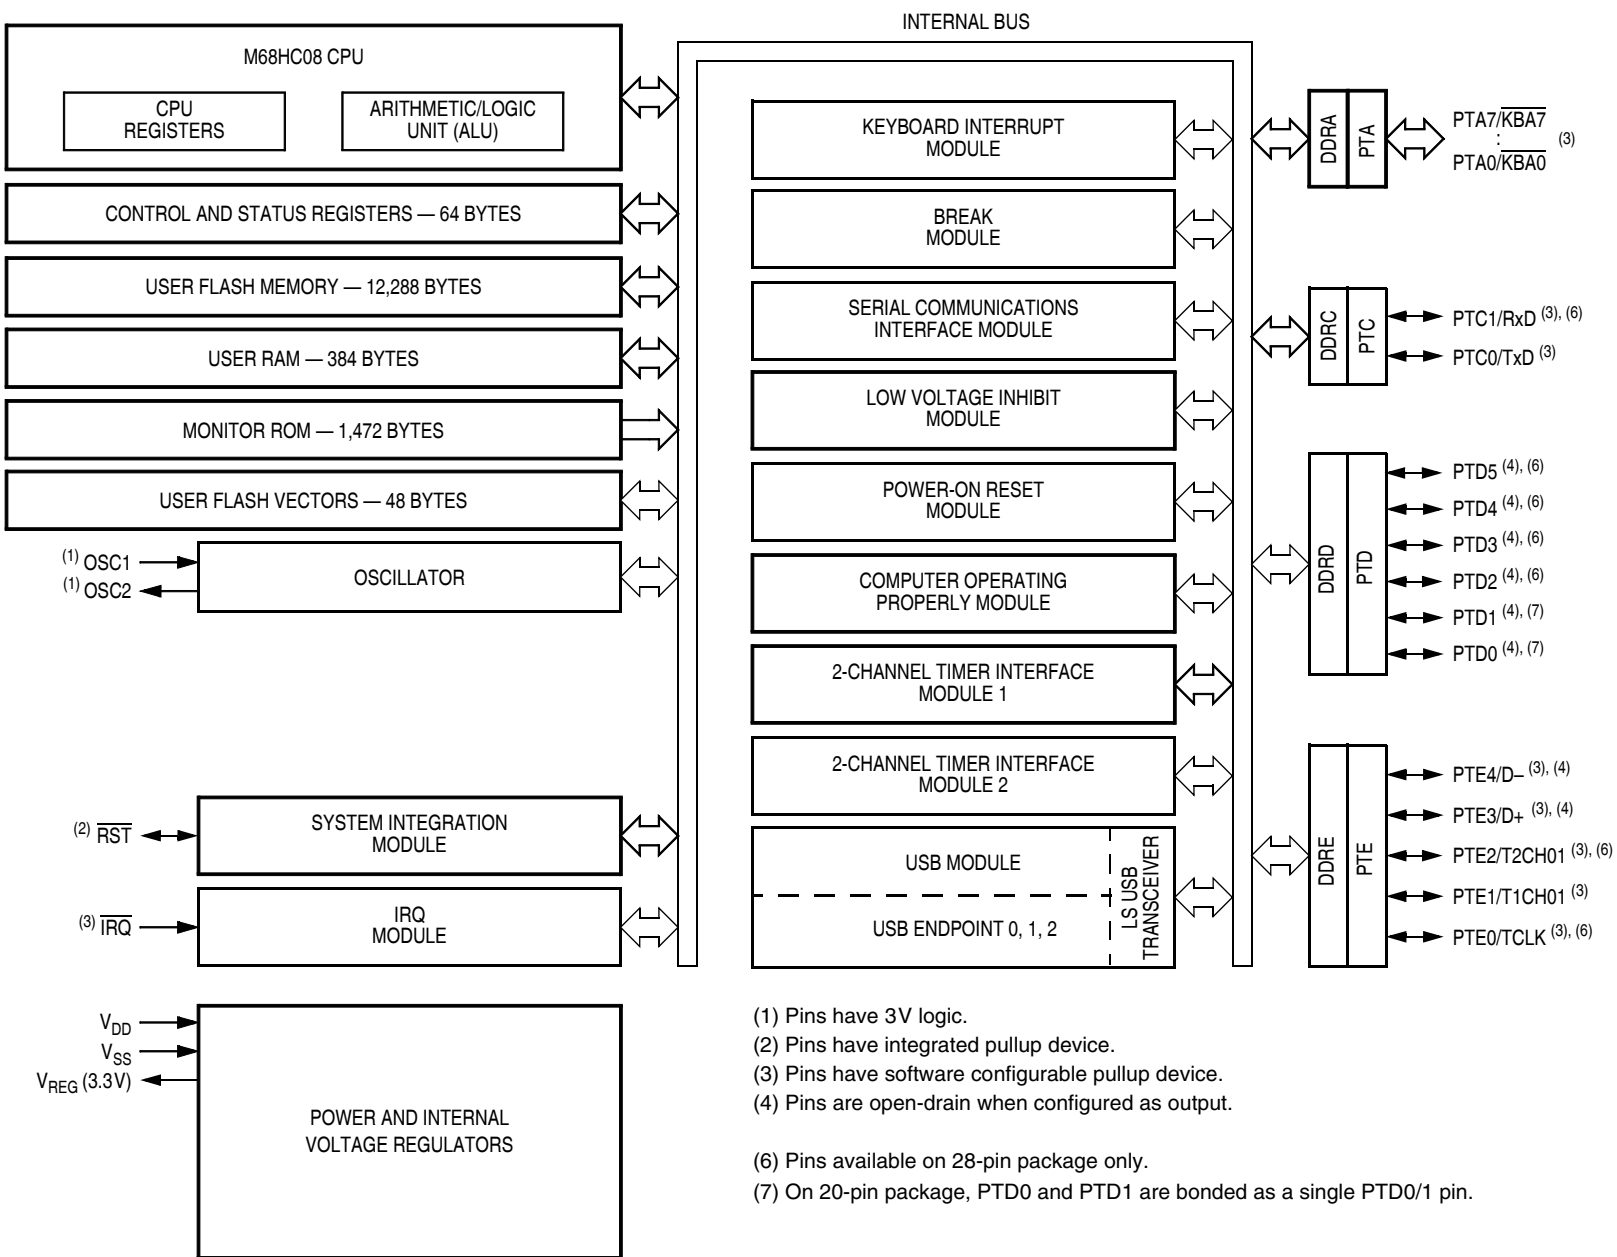 INTERNAL BUS
M68HC08 CPU
CPU
REGISTERS
ARITHMETIC/LOGIC
UNIT (ALU)
CONTROL AND STATUS REGISTERS — 64 BYTES
USER FLASH MEMORY — 12,288 BYTES
USER RAM — 384 BYTES
MONITOR ROM — 1,472 BYTES
USER FLASH VECTORS — 48 BYTES
(1) OSC1
(1) OSC2
OSCILLATOR
(2) RST
SYSTEM INTEGRATION
MODULE
(3) IRQ
IRQ
MODULE
VDD
VSS
VREG (3.3V)
POWER AND INTERNAL
VOLTAGE REGULATORS
KEYBOARD INTERRUPT
MODULE
BREAK
MODULE
SERIAL COMMUNICATIONS
INTERFACE MODULE
LOW VOLTAGE INHIBIT
MODULE
POWER-ON RESET
MODULE
COMPUTER OPERATING
PROPERLY MODULE
2-CHANNEL TIMER INTERFACE
MODULE 1
2-CHANNEL TIMER INTERFACE
MODULE 2
USB MODULE
USB ENDPOINT 0, 1, 2
LS USB
TRANSCEIVER
DDRA
PTA
PTA7/KBA7
:
(3)
PTA0/KBA0
DDRC
PTC
PTC1/RxD (3), (6)
PTC0/TxD (3)
DDRD
PTD
PTD5 (4), (6)
PTD4 (4), (6)
PTD3 (4), (6)
PTD2 (4), (6)
PTD1 (4), (7)
PTD0 (4), (7)
DDRE
PTE
PTE4/D– (3), (4)
PTE3/D+ (3), (4)
PTE2/T2CH01 (3), (6)
PTE1/T1CH01 (3)
PTE0/TCLK (3), (6)
(1) Pins have 3V logic.
(2) Pins have integrated pullup device.
(3) Pins have software configurable pullup device.
(4) Pins are open-drain when configured as output.
(6) Pins available on 28-pin package only.
(7) On 20-pin package, PTD0 and PTD1 are bonded as a single PTD0/1 pin.